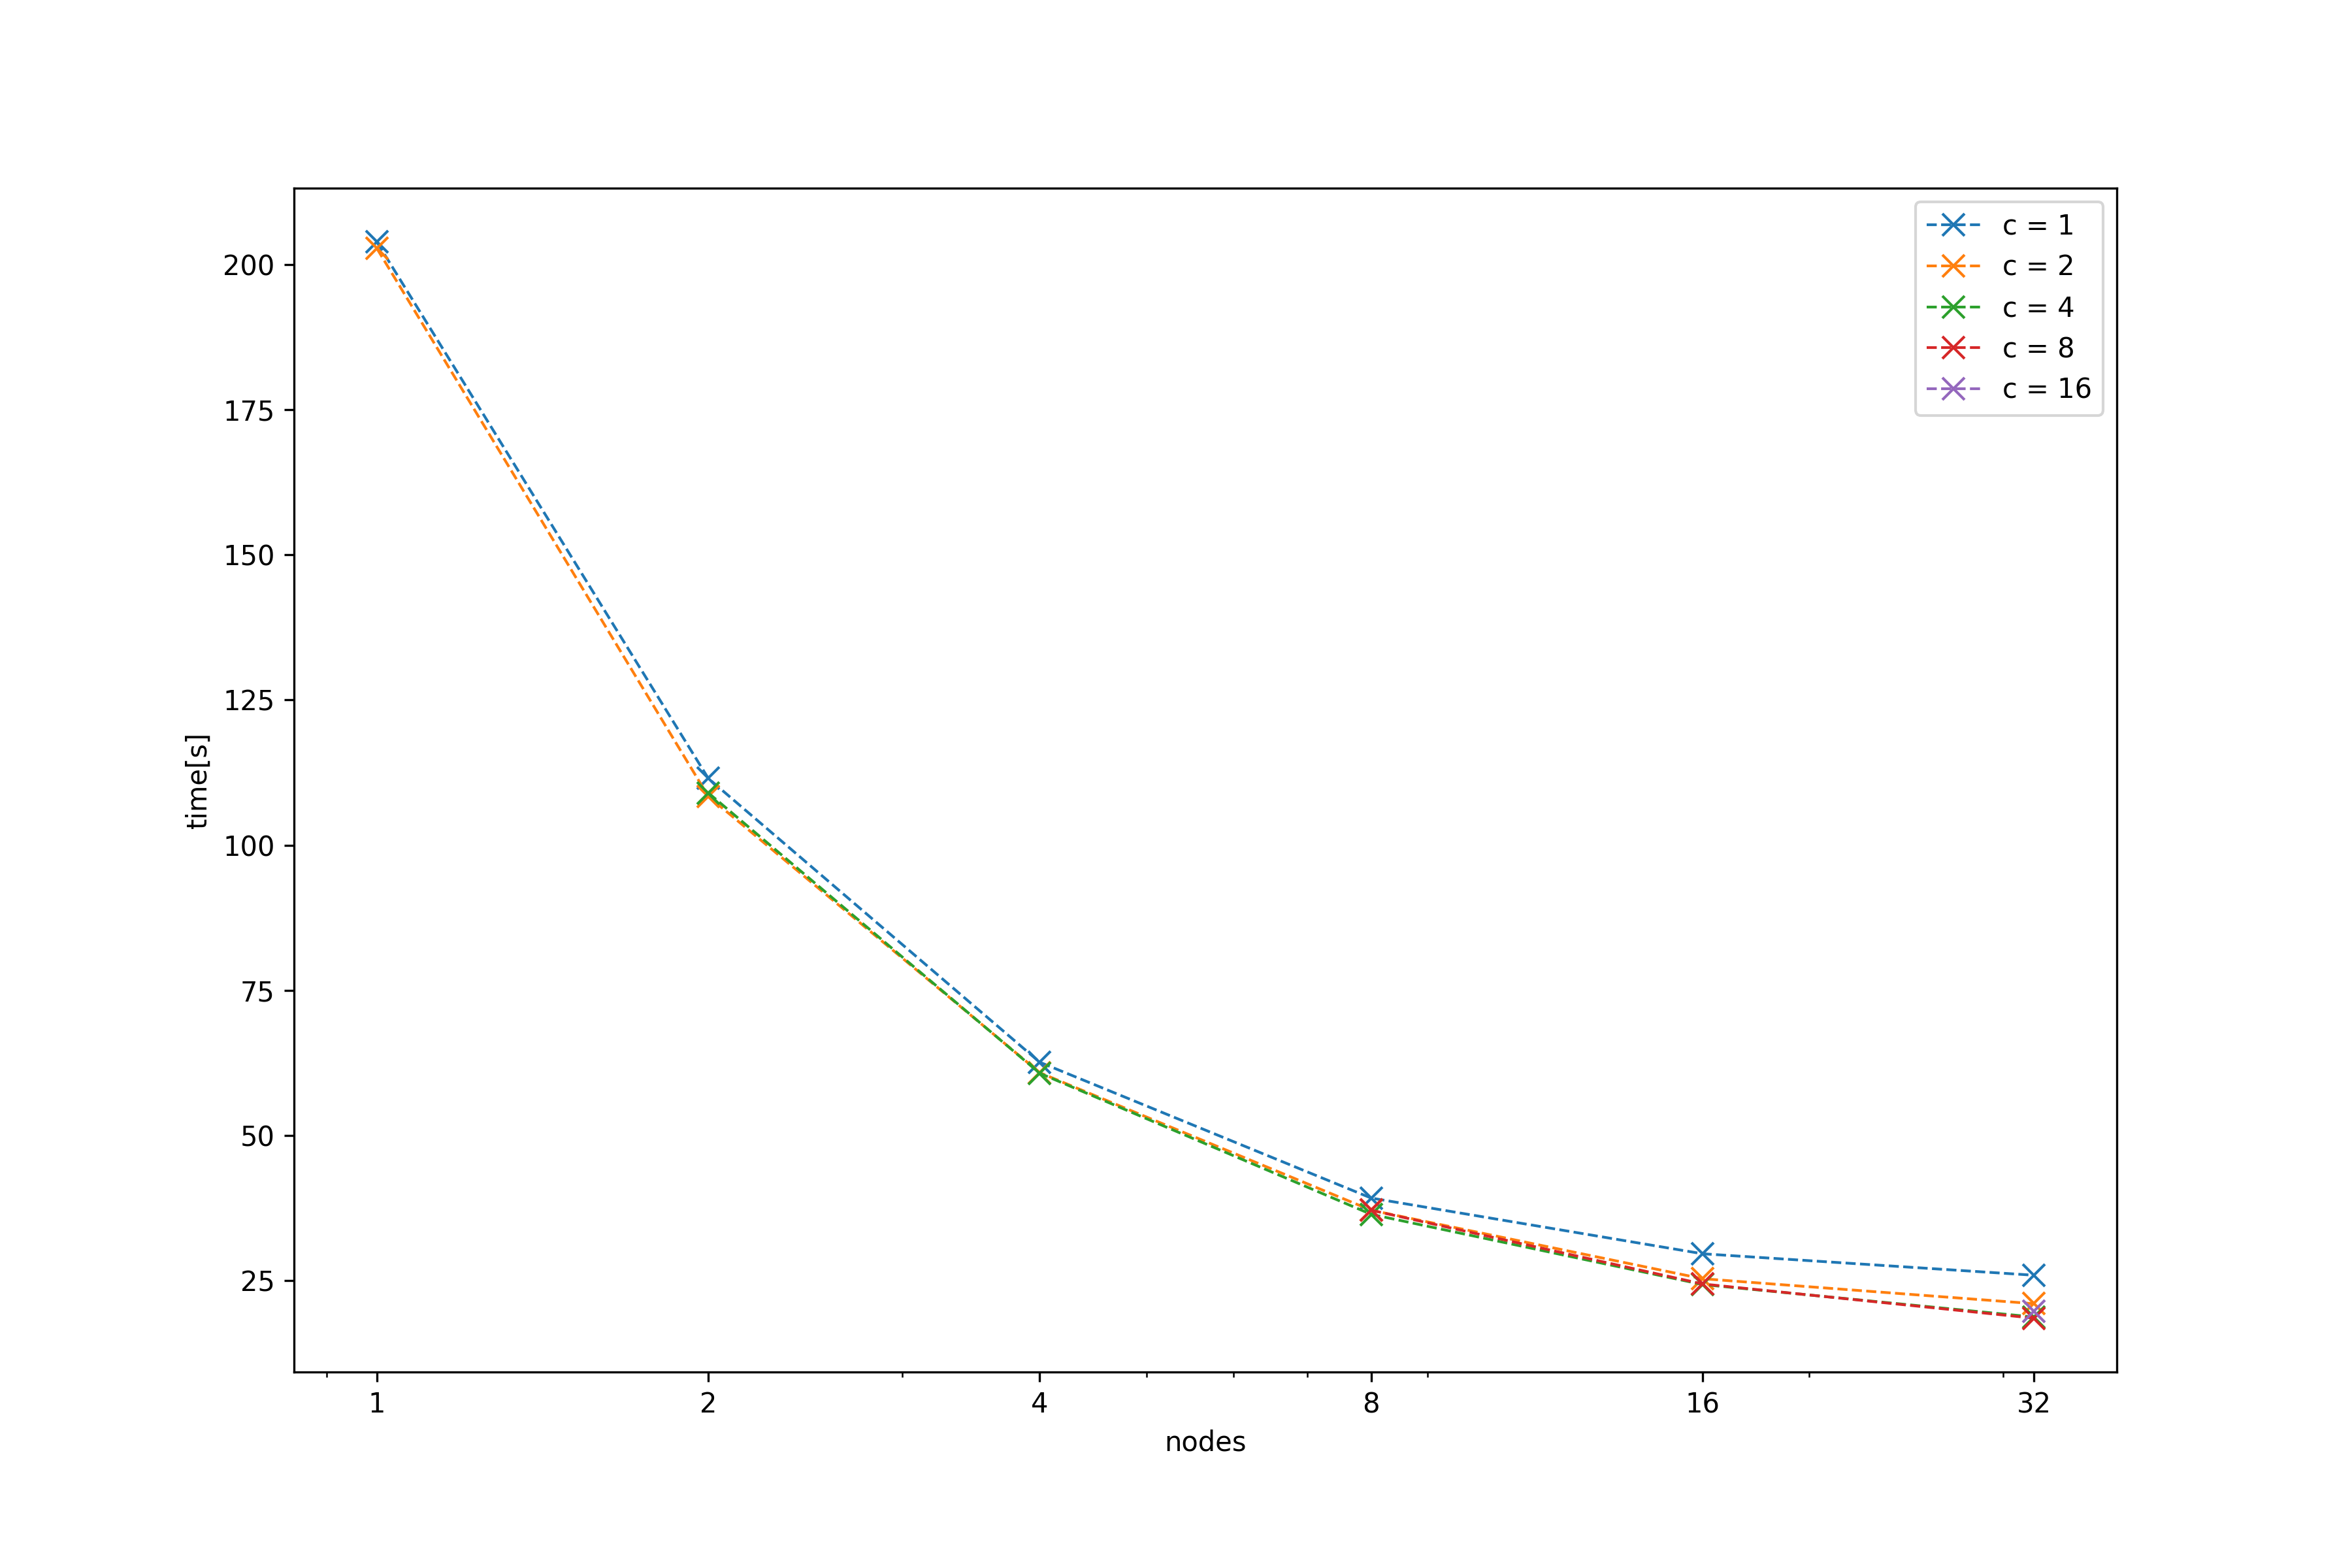 c = 1
c = 2
c = 4
c = 8
c = 16
200
175
150
125
100
75
50
25
time[s]
1 2 4 8 16 32
nodes